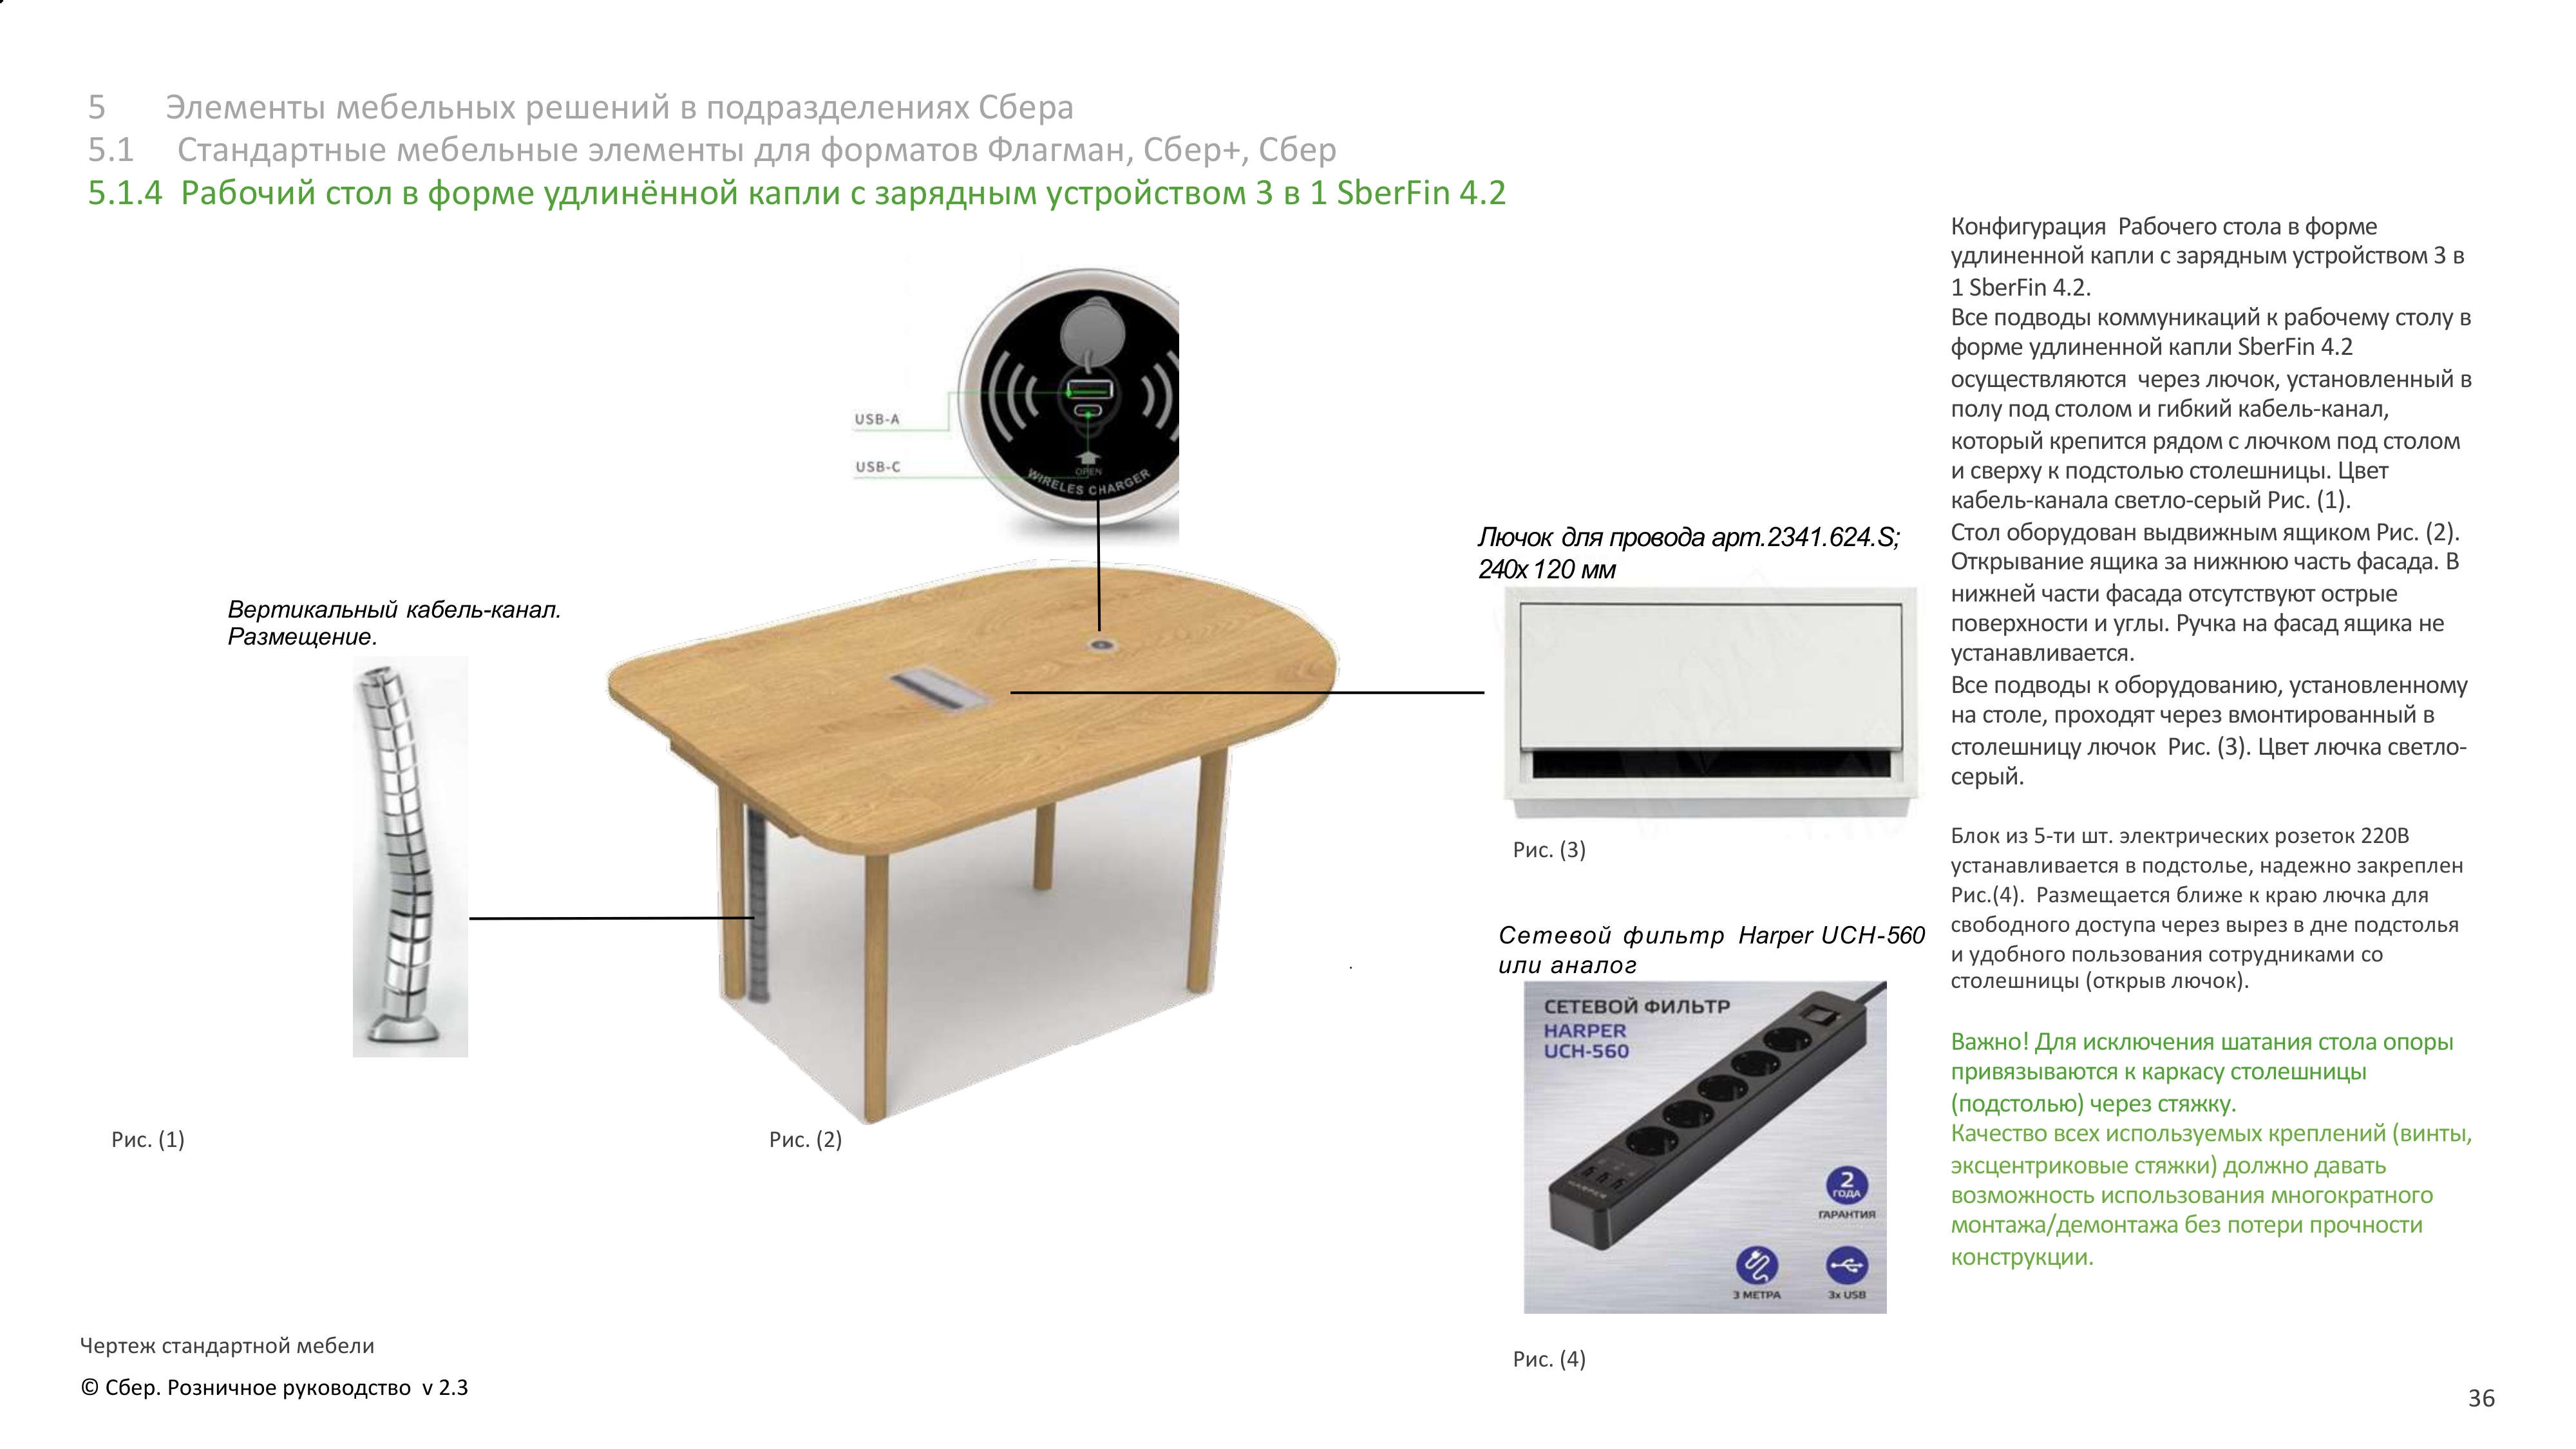 5 Элементы мебельных решений в подразделениях Сбера
5.1 Стандартные мебельные элементы для форматов Флагман, Сбер+, Сбер
5.1.4 Рабочий стол в форме удлинённой капли с зарядным устройством 3 в 1 SberFin 4.2
USB-A
USB-C
OPEN
WIRELES CHARGER
Вертикальный кабель-канал.
Размещение.
Рис. (1)
Рис. (2)
Лючок для провода арт.2341.624.S;
240х120 мм
Рис. (3)
Сетевой фильтр Harper UCH-560
или аналог
СЕТЕВОЙ ФИЛЬТР
HARPER
UCH-560
HARPER
2
ГОДА
ГАРАНТИЯ
3 МЕТРА
3x USB
Рис. (4)
Конфигурация Рабочего стола в форме
удлиненной капли с зарядным устройством 3 в
1 SberFin 4.2.
Все подводы коммуникаций к рабочему столу в
форме удлиненной капли SberFin 4.2
осуществляются через лючок, установленный в
полу под столом и гибкий кабель-канал,
который крепится рядом с лючком под столом
и сверху к подстолью столешницы. Цвет
кабель-канала светло-серый Рис. (1).
Стол оборудован выдвижным ящиком Рис. (2).
Открывание ящика за нижнюю часть фасада. В
нижней части фасада отсутствуют острые
поверхности и углы. Ручка на фасад ящика не
устанавливается.
Все подводы к оборудованию, установленному
на столе, проходят через вмонтированный в
столешницу лючок Рис. (3). Цвет лючка светло-
серый.
Блок из 5-ти шт. электрических розеток 220В
устанавливается в подстолье, надежно закреплен
Рис.(4). Размещается ближе к краю лючка для
свободного доступа через вырез в дне подстолья
и удобного пользования сотрудниками со
столешницы (открыв лючок).
Важно! Для исключения шатания стола опоры
привязываются к каркасу столешницы
(подстолью) через стяжку.
Качество всех используемых креплений (винты,
эксцентриковые стяжки) должно давать
возможность использования многократного
монтажа/демонтажа без потери прочности
конструкции.
Чертеж стандартной мебели
© Сбер. Розничное руководство v 2.3
36